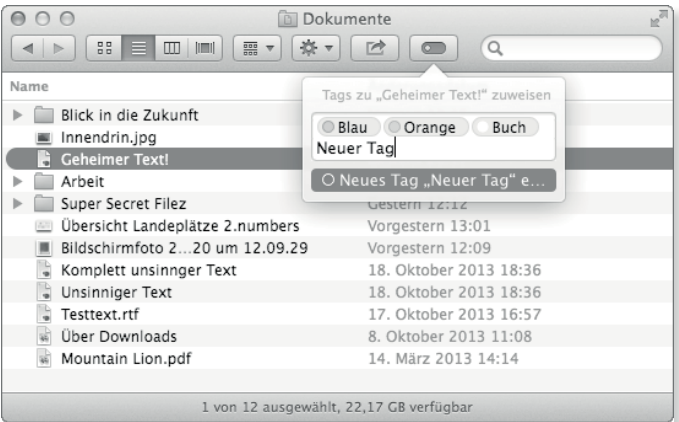 Dokumente
Name
Tags zu „Geheimer Text!“ zuweisen
Blau Orange Buch
Neuer Tag
Neues Tag „Neuer Tag“ e...
Blick in die Zukunft
Innendrin.jpg
Geheimer Text!
Arbeit
Super Secret Filez Gestern 12:12
Übersicht Landeplätze 2.numbers Vorgestern 13:01
Bildschirmfoto 2...20 um 12.09.29 Vorgestern 12:09
Komplett unsinnger Text 18. Oktober 2013 18:36
Unsinniger Text 18. Oktober 2013 18:36
Testtext.rtf 17. Oktober 2013 16:57
Über Downloads 8. Oktober 2013 11:08
Mountain Lion.pdf 14. März 2013 14:14
1 von 12 ausgewählt, 22,17 GB verfügbar